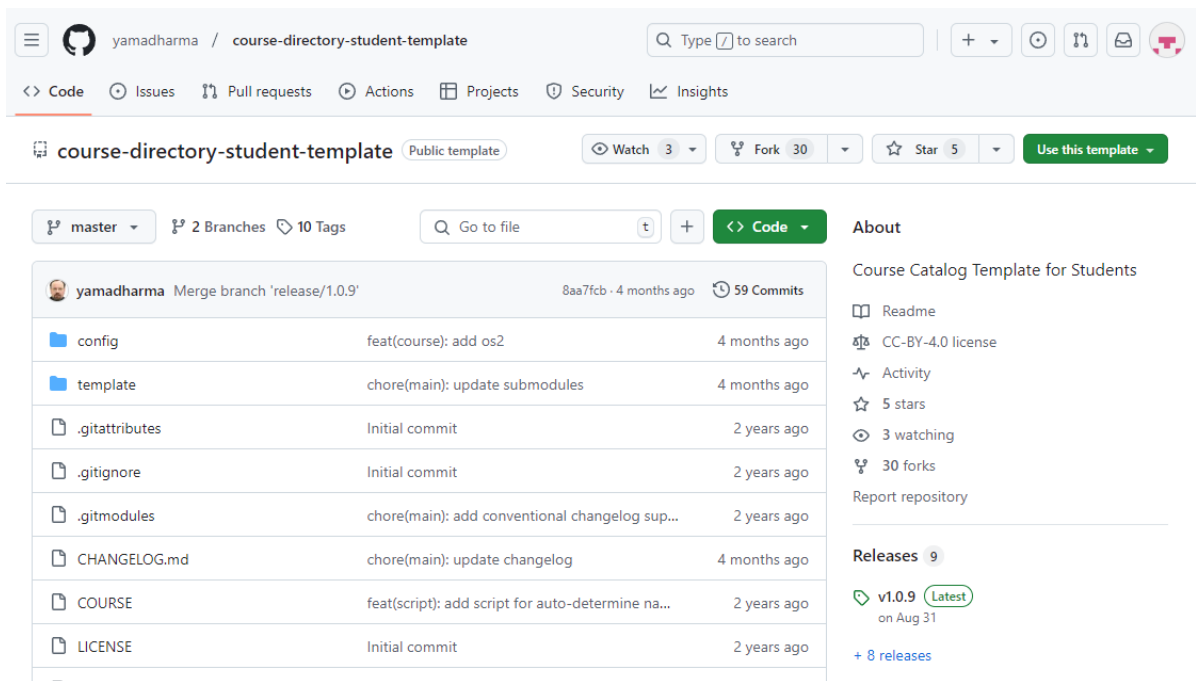 yamadharma / course-directory-student-template
Type / to search
Code Issues Pull requests Actions Projects Security Insights
course-directory-student-template Public template
Watch 3 Fork 30 Star 5 Use this template
master 2 Branches 10 Tags Go to file t Code
yamadharma Merge branch 'release/1.0.9' 8aa7fcb · 4 months ago 59 Commits
config feat(course): add os2 4 months ago
template chore(main): update submodules 4 months ago
.gitattributes Initial commit 2 years ago
.gitignore Initial commit 2 years ago
.gitmodules chore(main): add conventional changelog sup... 2 years ago
CHANGELOG.md chore(main): update changelog 4 months ago
COURSE feat(script): add script for auto-determine na... 2 years ago
LICENSE Initial commit 2 years ago
About
Course Catalog Template for Students
Readme
CC-BY-4.0 license
Activity
5 stars
3 watching
30 forks
Report repository
Releases 9
v1.0.9 Latest
on Aug 31
+ 8 releases